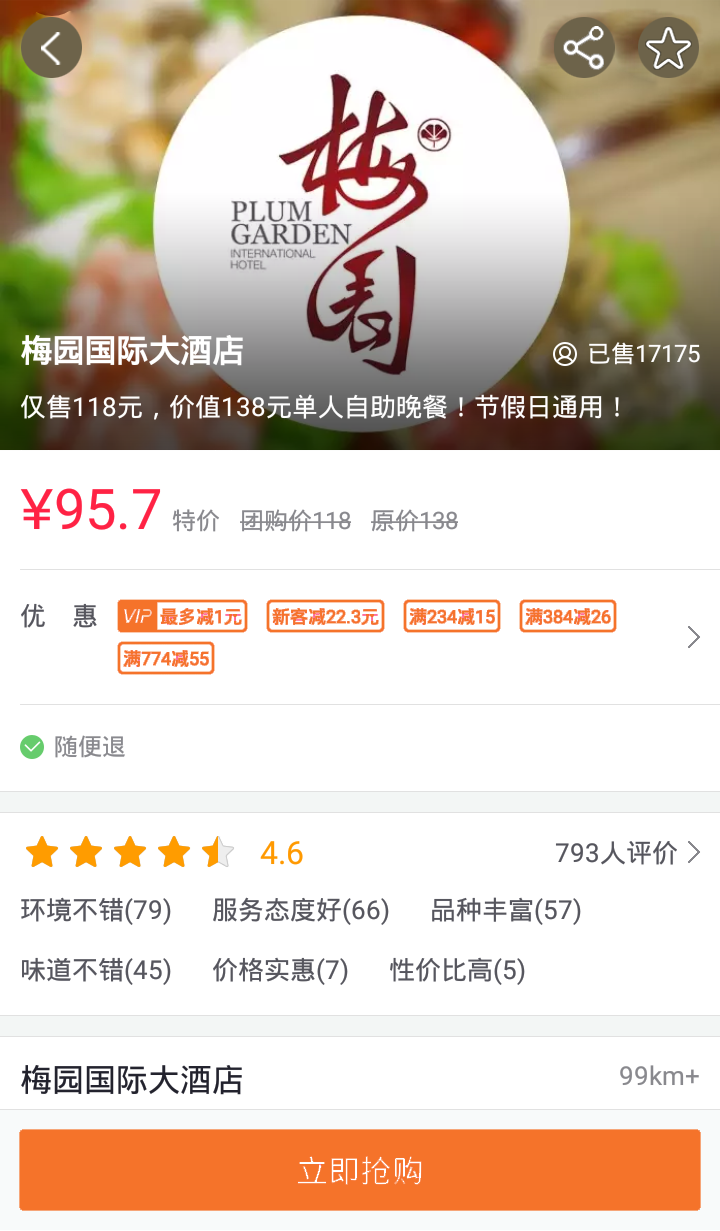 梅园
PLUM
GARDEN
INTERNATIONAL
HOTEL
梅园国际大酒店
已售17175
仅售118元，价值138元单人自助晚餐！节假日通用！
¥95.7 特价 团购价118 原价138
优 惠 VIP 最多减1元 新客减22.3元 满234减15 满384减26
满774减55
随便退
4.6 793人评价
环境不错(79) 服务态度好(66) 品种丰富(57)
味道不错(45) 价格实惠(7) 性价比高(5)
梅园国际大酒店 99km+
立即抢购